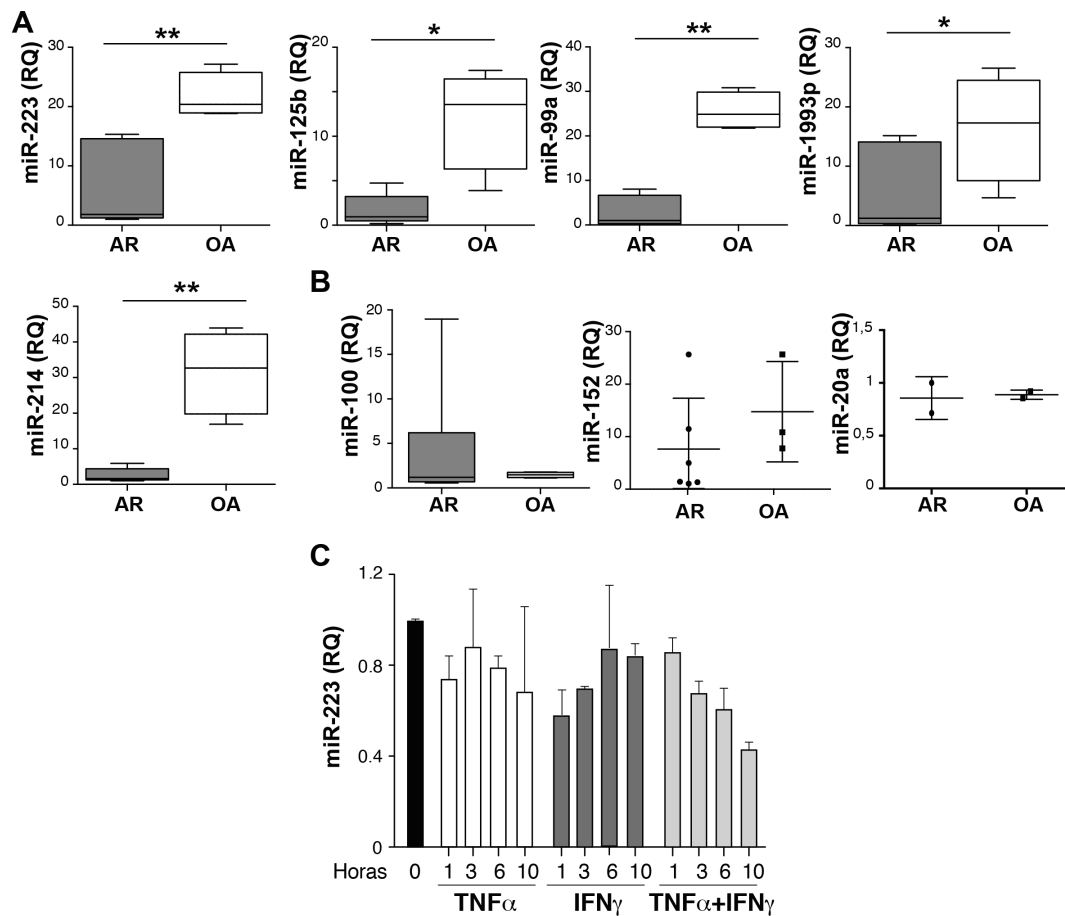 A
miR-223 (RQ)
30
20
10
0
**
AR OA
miR-125b (RQ)
20
15
10
5
0
*
AR OA
miR-99a (RQ)
40
30
20
10
0
**
AR OA
miR-1993p (RQ)
30
20
10
0
*
AR OA
miR-214 (RQ)
50
40
30
20
10
0
**
AR OA
B
miR-100 (RQ)
20
15
10
5
0
AR OA
miR-152 (RQ)
30
20
10
0
AR OA
miR-20a (RQ)
1,5
1
0,5
0
AR OA
C
miR-223 (RQ)
1.2
0.8
0.4
0
Horas 0 1 3 6 10 1 3 6 10 1 3 6 10
TNFα IFNγ TNFα+IFNγ